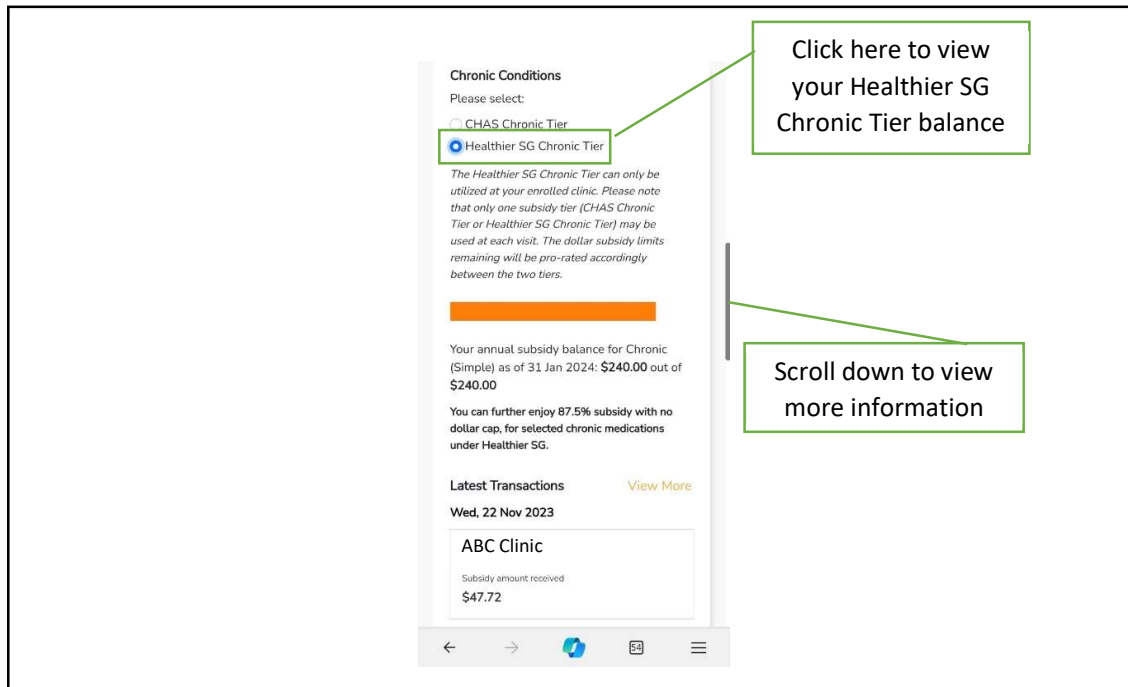 Chronic Conditions
Please select:
CHAS Chronic Tier
Healthier SG Chronic Tier
The Healthier SG Chronic Tier can only be
utilized at your enrolled clinic. Please note
that only one subsidy tier (CHAS Chronic
Tier or Healthier SG Chronic Tier) may be
used at each visit. The dollar subsidy limits
remaining will be pro-rated accordingly
between the two tiers.
Your annual subsidy balance for Chronic
(Simple) as of 31 Jan 2024: $240.00 out of
$240.00
You can further enjoy 87.5% subsidy with no
dollar cap, for selected chronic medications
under Healthier SG.
Latest Transactions View More
Wed, 22 Nov 2023
ABC Clinic
Subsidy amount received
$47.72
54
Click here to view
your Healthier SG
Chronic Tier balance
Scroll down to view
more information